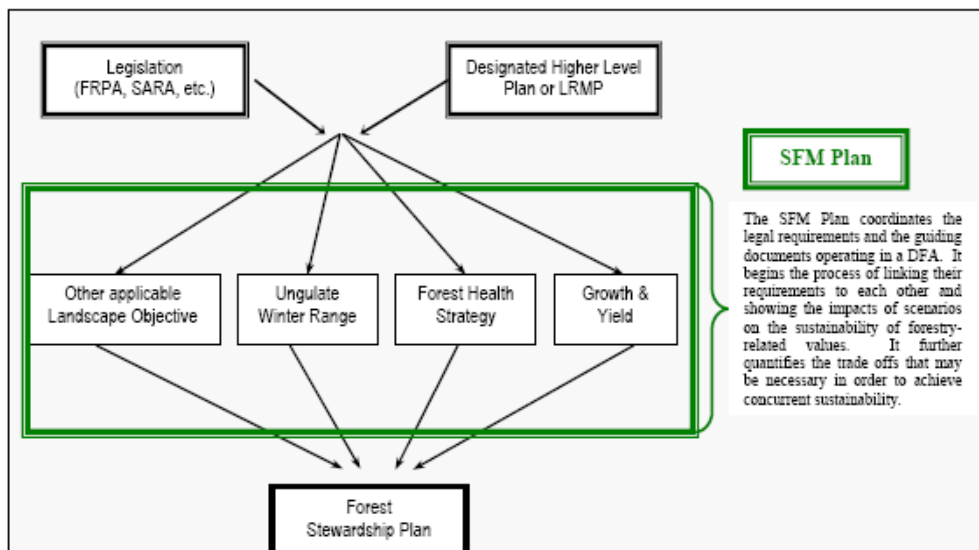 Legislation
(FRPA, SARA, etc.)
Designated Higher Level
Plan or LRMP
SFM Plan
The SFM Plan coordinates the
legal requirements and the guiding
documents operating in a DFA. It
begins the process of linking their
requirements to each other and
showing the impacts of scenarios
on the sustainability of forestry-
related values. It further
quantifies the trade offs that may
be necessary in order to achieve
concurrent sustainability.
Other applicable
Landscape Objective
Ungulate
Winter Range
Forest Health
Strategy
Growth &
Yield
Forest
Stewardship Plan